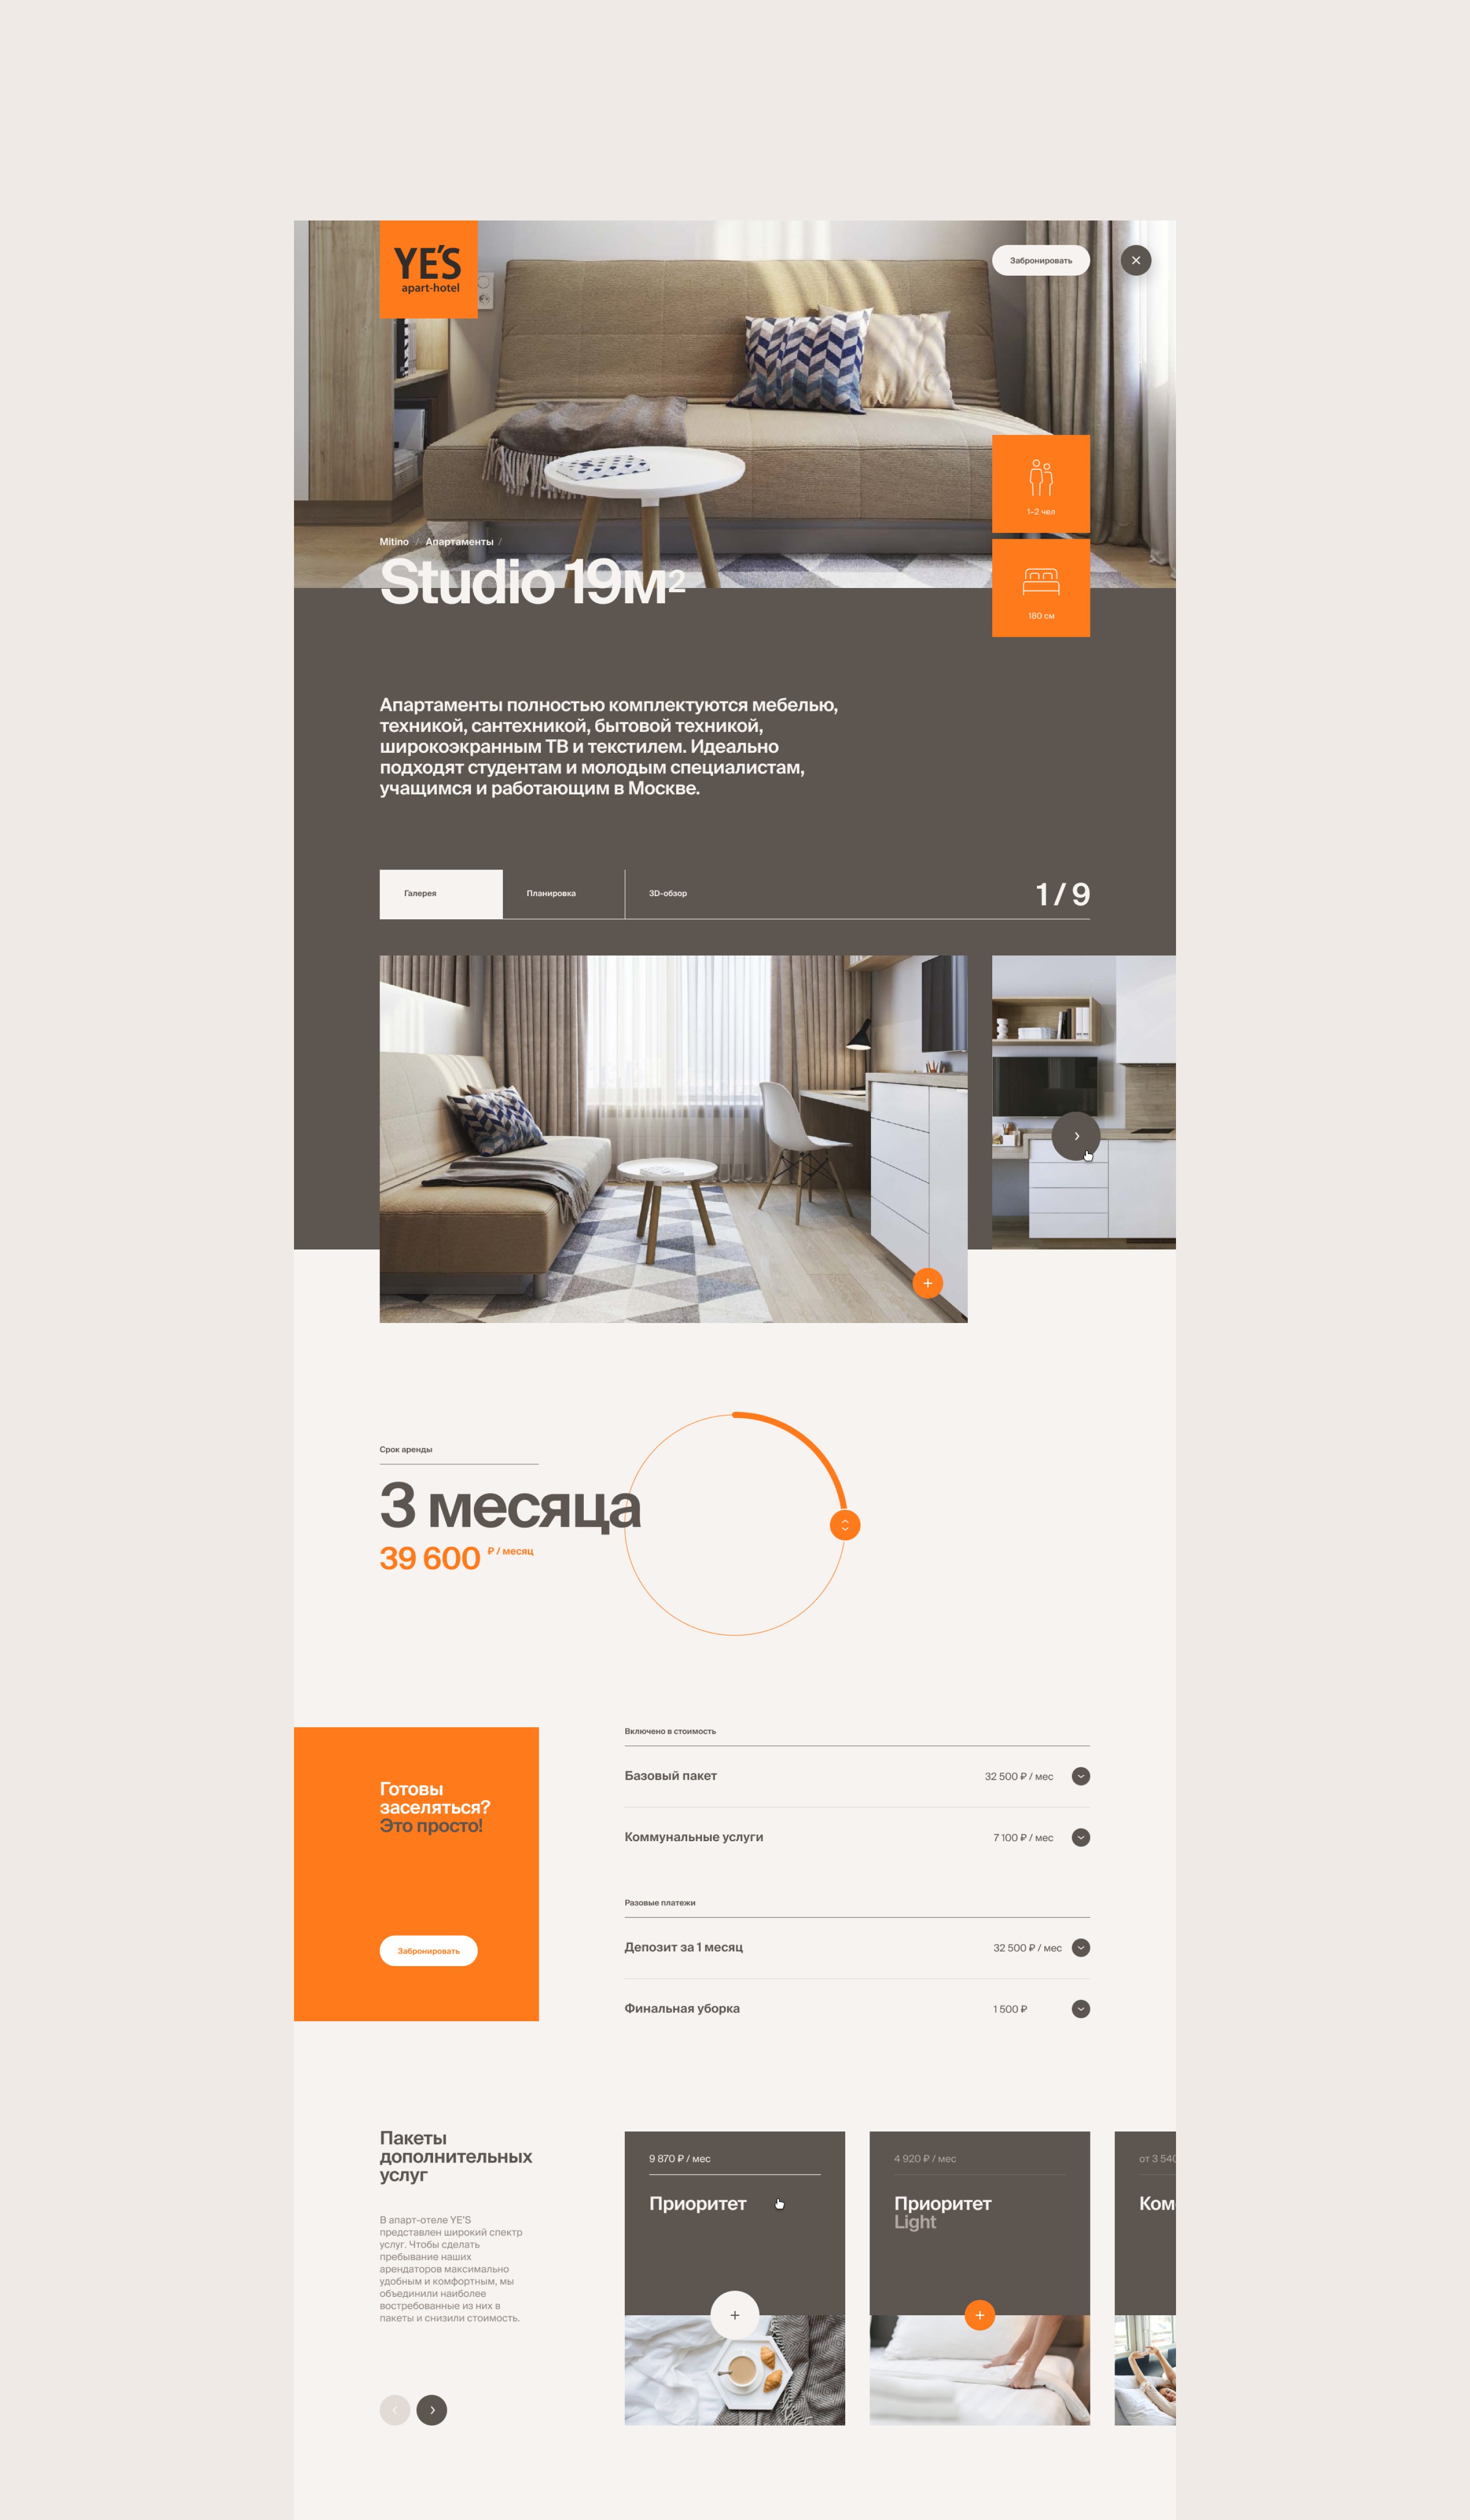 YE'S
apart-hotel
Забронировать
1–2 чел
Mitino / Апартаменты /
Studio 19м2
180 см
Апартаменты полностью комплектуются мебелью,
техникой, сантехникой, бытовой техникой,
широкоэкранным ТВ и текстилем. Идеально
подходят студентам и молодым специалистам,
учащимся и работающим в Москве.
Галерея
Планировка
3D-обзор
1 / 9
Срок аренды
3 месяца
39 600 ₽ / месяц
Готовы
заселяться?
Это просто!
Забронировать
Включено в стоимость
Базовый пакет
32 500 ₽ / мес
Коммунальные услуги
7 100 ₽ / мес
Разовые платежи
Депозит за 1 месяц
32 500 ₽ / мес
Финальная уборка
1 500 ₽
Пакеты
дополнительных
услуг
В апарт-отеле YE'S
представлен широкий спектр
услуг. Чтобы сделать
пребывание наших
арендаторов максимально
удобным и комфортным, мы
объединили наиболее
востребованные из них в
пакеты и снизили стоимость.
9 870 ₽ / мес
Приоритет
4 920 ₽ / мес
Приоритет
Light
от 3 540
Ком